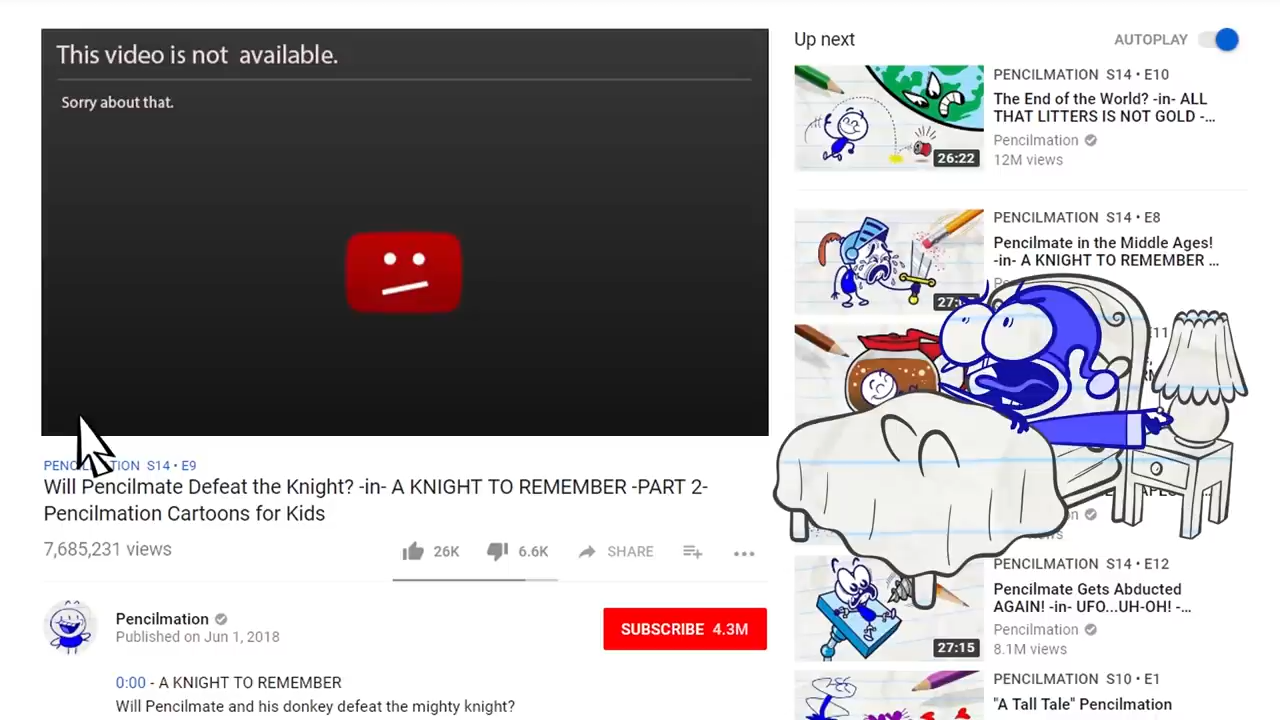 This video is not available.
Sorry about that.
S14 • E9
Will Pencilmate Defeat the Knight? -in- A KNIGHT TO REMEMBER -PART 2-
Pencilmation Cartoons for Kids
7,685,231 views
26K
6.6K
SHARE
Pencilmation
Published on Jun 1, 2018
SUBSCRIBE 4.3M
0:00 - A KNIGHT TO REMEMBER
Will Pencilmate and his donkey defeat the mighty knight?
Up next
AUTOPLAY
26:22
PENCILMATION S14 • E10
The End of the World? -in- ALL
THAT LITTERS IS NOT GOLD -...
Pencilmation
12M views
PENCILMATION S14 • E8
Pencilmate in the Middle Ages!
-in- A KNIGHT TO REMEMBER ...
PENCILMATION S14 • E12
Pencilmate Gets Abducted
AGAIN! -in- UFO...UH-OH! -...
Pencilmation
8.1M views
27:15
PENCILMATION S10 • E1
"A Tall Tale" Pencilmation